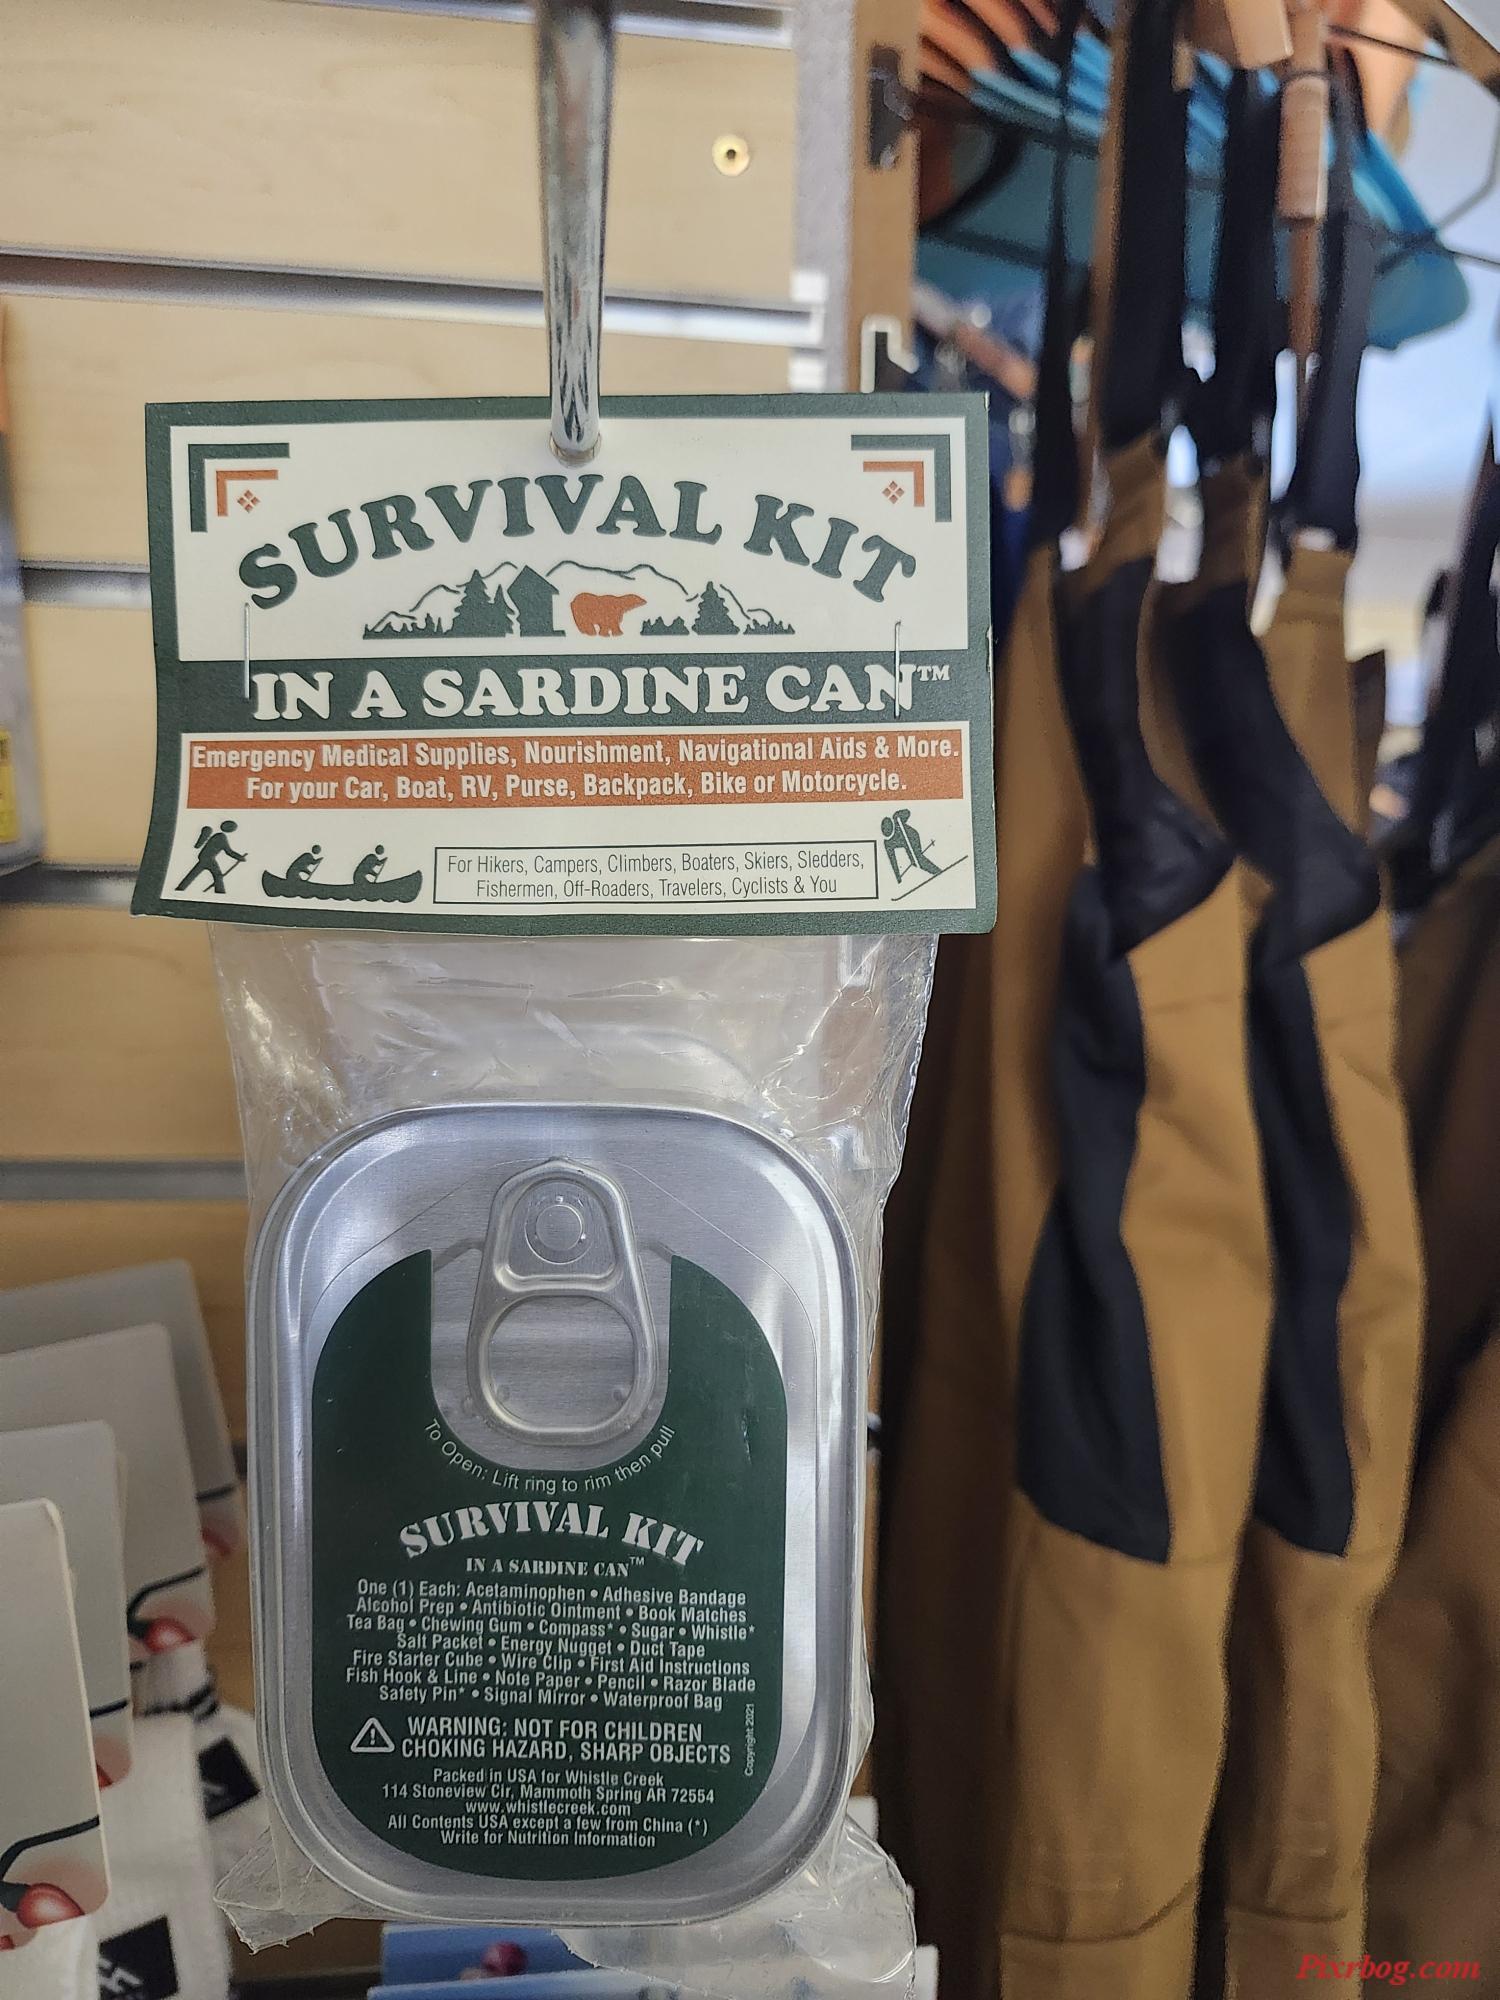 SURVIVAL KIT
IN A SARDINE CAN™
Emergency Medical Supplies, Nourishment, Navigational Aids & More.
For your Car, Boat, RV, Purse, Backpack, Bike or Motorcycle.
For Hikers, Campers, Climbers, Boaters, Skiers, Sledders,
Fishermen, Off-Roaders, Travelers, Cyclists & You
To Open: Lift ring to rim then pull
SURVIVAL KIT
IN A SARDINE CAN™
One (1) Each: Acetaminophen • Adhesive Bandage
Alcohol Prep • Antibiotic Ointment • Book Matches
Tea Bag • Chewing Gum • Compass* • Sugar • Whistle*
Salt Packet • Energy Nugget • Duct Tape
Fire Starter Cube • Wire Clip • First Aid Instructions
Fish Hook & Line • Note Paper • Pencil • Razor Blade
Safety Pin* • Signal Mirror • Waterproof Bag
WARNING: NOT FOR CHILDREN
CHOKING HAZARD, SHARP OBJECTS
Copyright 2021
Packed in USA for Whistle Creek
114 Stoneview Cir, Mammoth Spring AR 72554
www.whistlecreek.com
All Contents USA except a few from China (*)
Write for Nutrition Information
Pixrbog.com